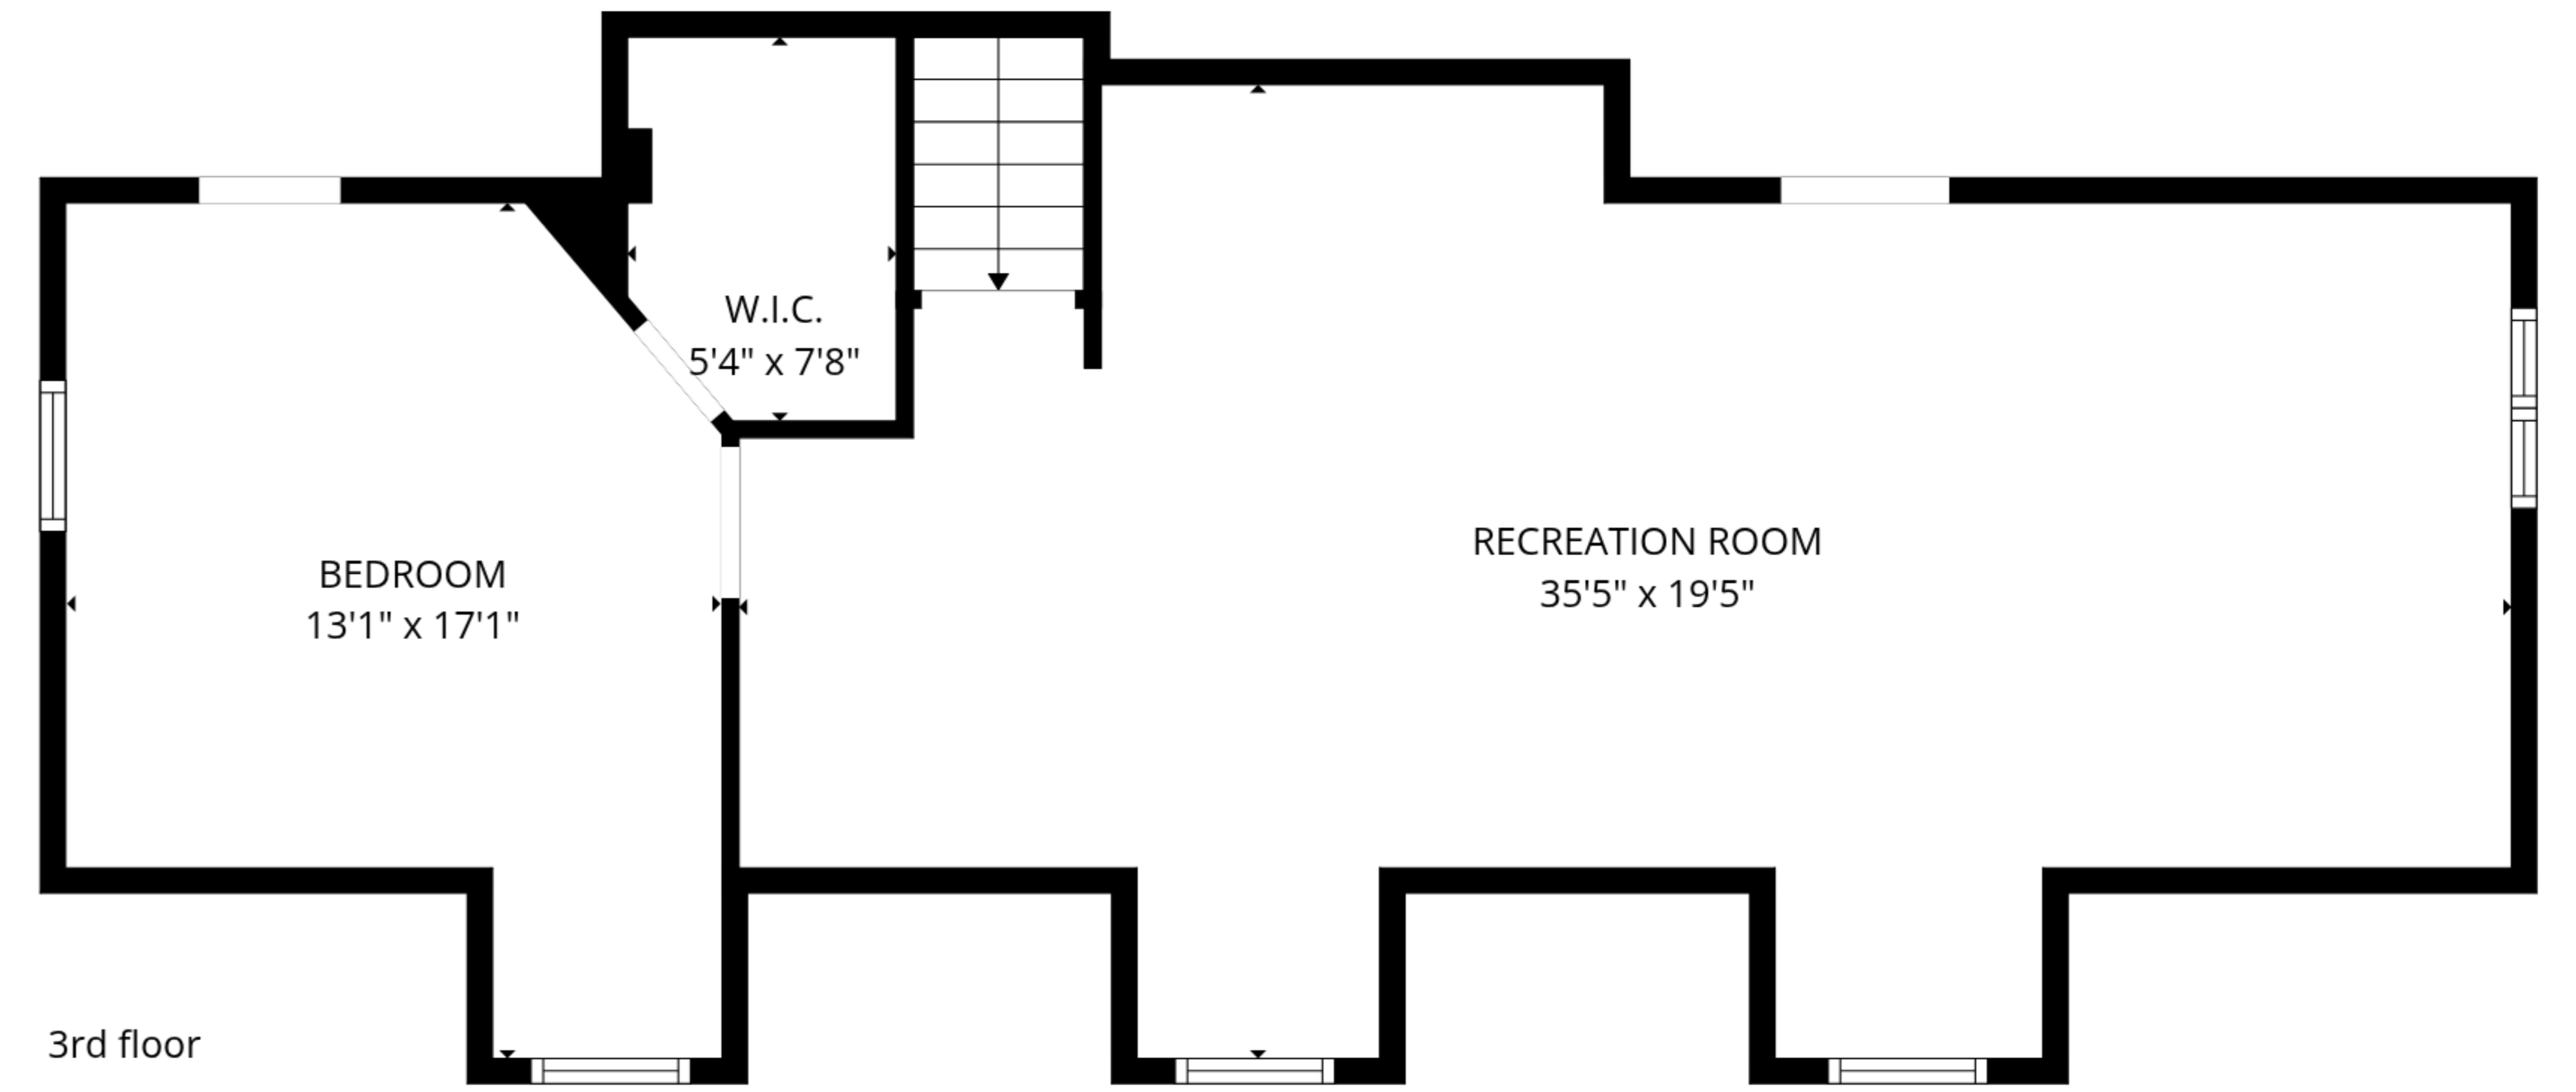 W.I.C.
5'4" x 7'8"
RECREATION ROOM
35'5" x 19'5"
BEDROOM
13'1" x 17'1"
3rd floor